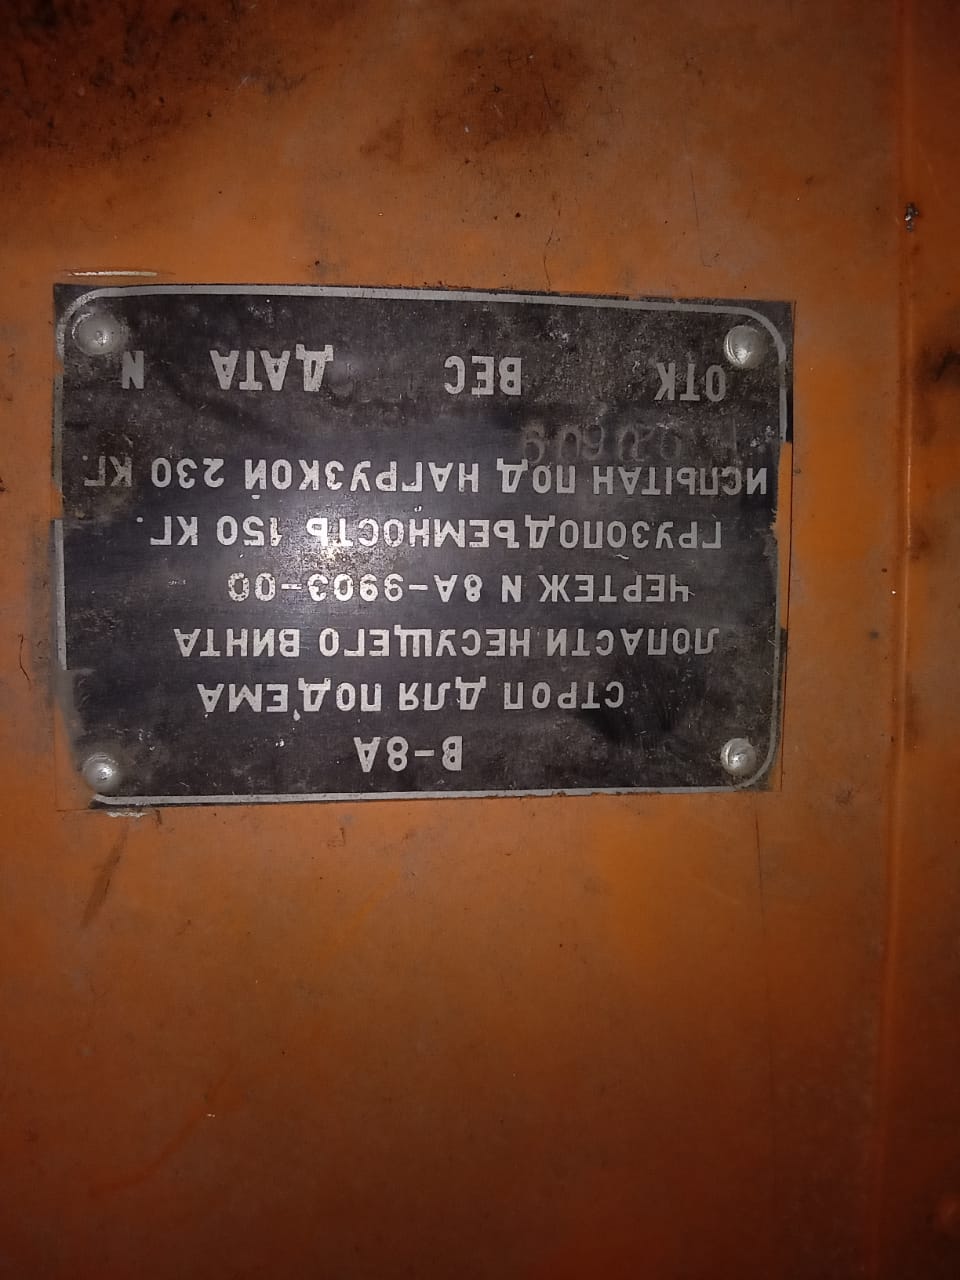 В-8А
СТРОП ДЛЯ ПОД'ЕМА
ЛОПАСТИ НЕСУЩЕГО ВИНТА
ЧЕРТЕЖ N 8А-9903-00
ГРУЗОПОДЪЕМНОСТЬ 150 КГ.
ИСПЫТАН ПОД НАГРУЗКОЙ 230 КГ.
ОТК ВЕС ДАТА N